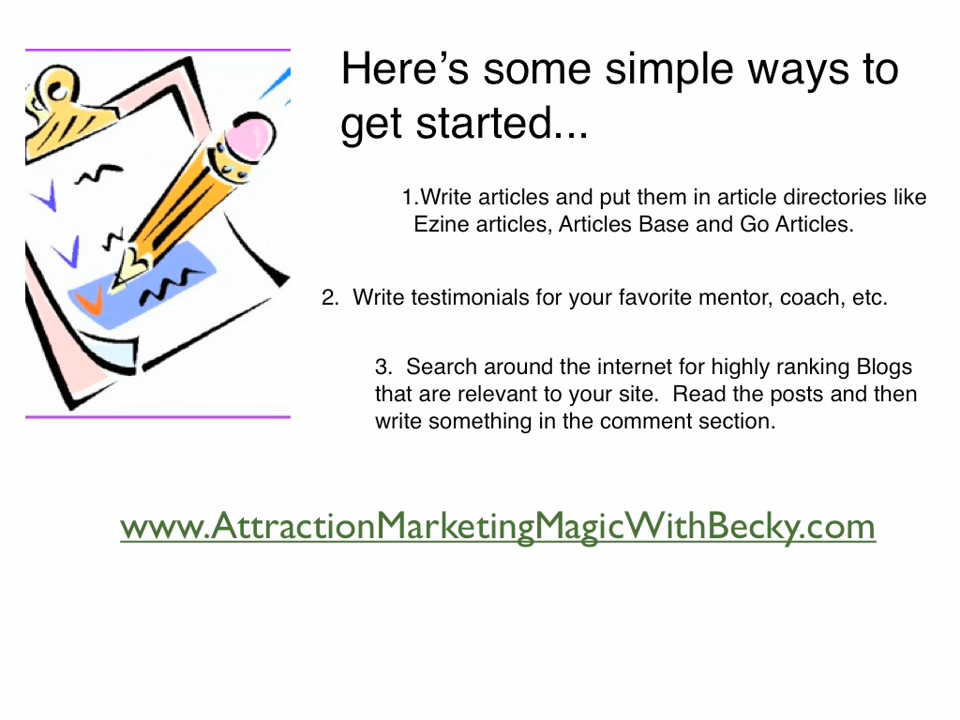 Here’s some simple ways to
get started...
1.Write articles and put them in article directories like
Ezine articles, Articles Base and Go Articles.
2.  Write testimonials for your favorite mentor, coach, etc.
3.  Search around the internet for highly ranking Blogs
that are relevant to your site.  Read the posts and then
write something in the comment section.
www.AttractionMarketingMagicWithBecky.com